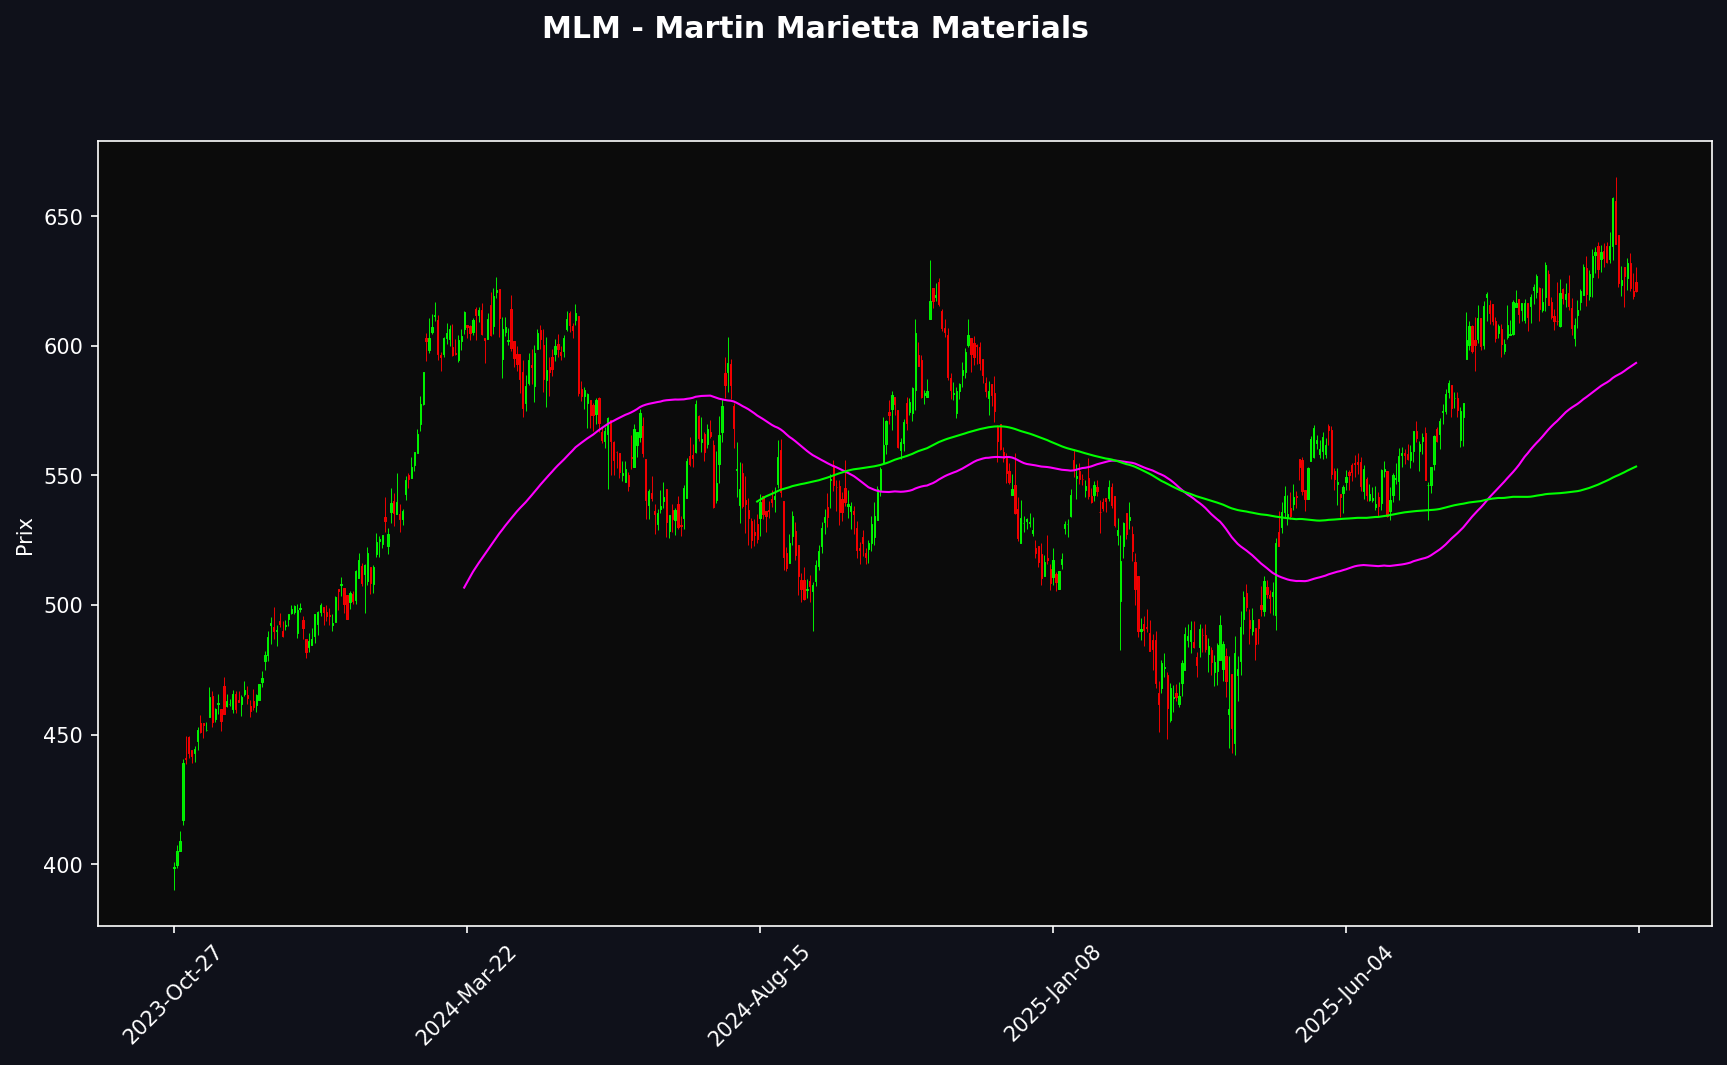 MLM - Martin Marietta Materials
Prix
650
600
550
500
450
400
2023-Oct-27
2024-Mar-22
2024-Aug-15
2025-Jan-08
2025-Jun-04